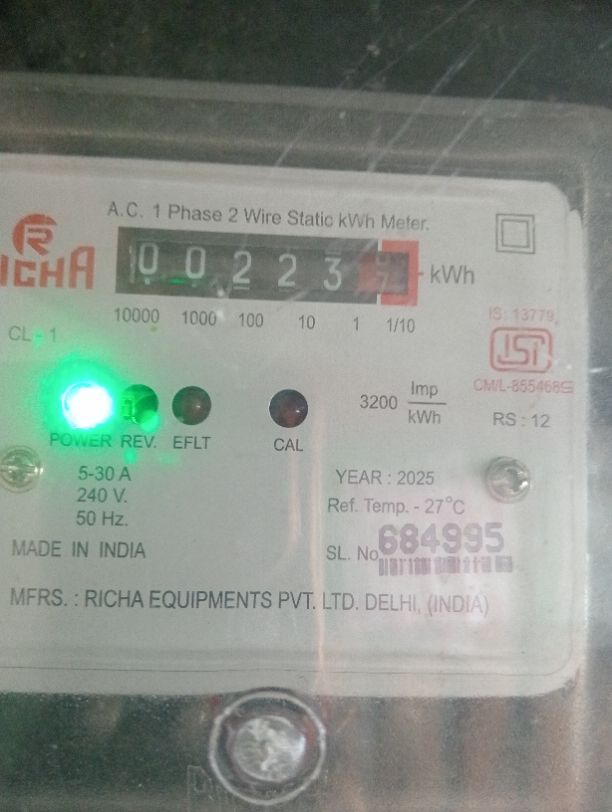 A.C. 1 Phase 2 Wire Static kWh Meter.
R
RICHA
0 0 2 2 3
kWh
10000 1000 100 10 1 1/10
CL - 1
IS: 13779,
ISI
CM/L-8554685
3200 Imp/kWh
RS : 12
POWER REV. EFLT CAL
5-30 A
240 V.
50 Hz.
YEAR : 2025
Ref. Temp. - 27°C
MADE IN INDIA
SL. No. 684995
MFRS. : RICHA EQUIPMENTS PVT. LTD. DELHI, (INDIA)